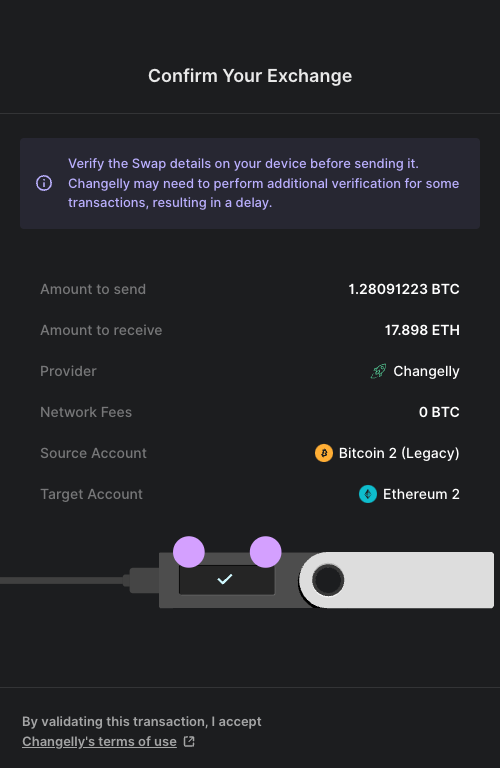 Confirm Your Exchange
Verify the Swap details on your device before sending it.
Changelly may need to perform additional verification for some
transactions, resulting in a delay.
Amount to send 1.28091223 BTC
Amount to receive 17.898 ETH
Provider Changelly
Network Fees 0 BTC
Source Account Bitcoin 2 (Legacy)
Target Account Ethereum 2
By validating this transaction, I accept
Changelly's terms of use